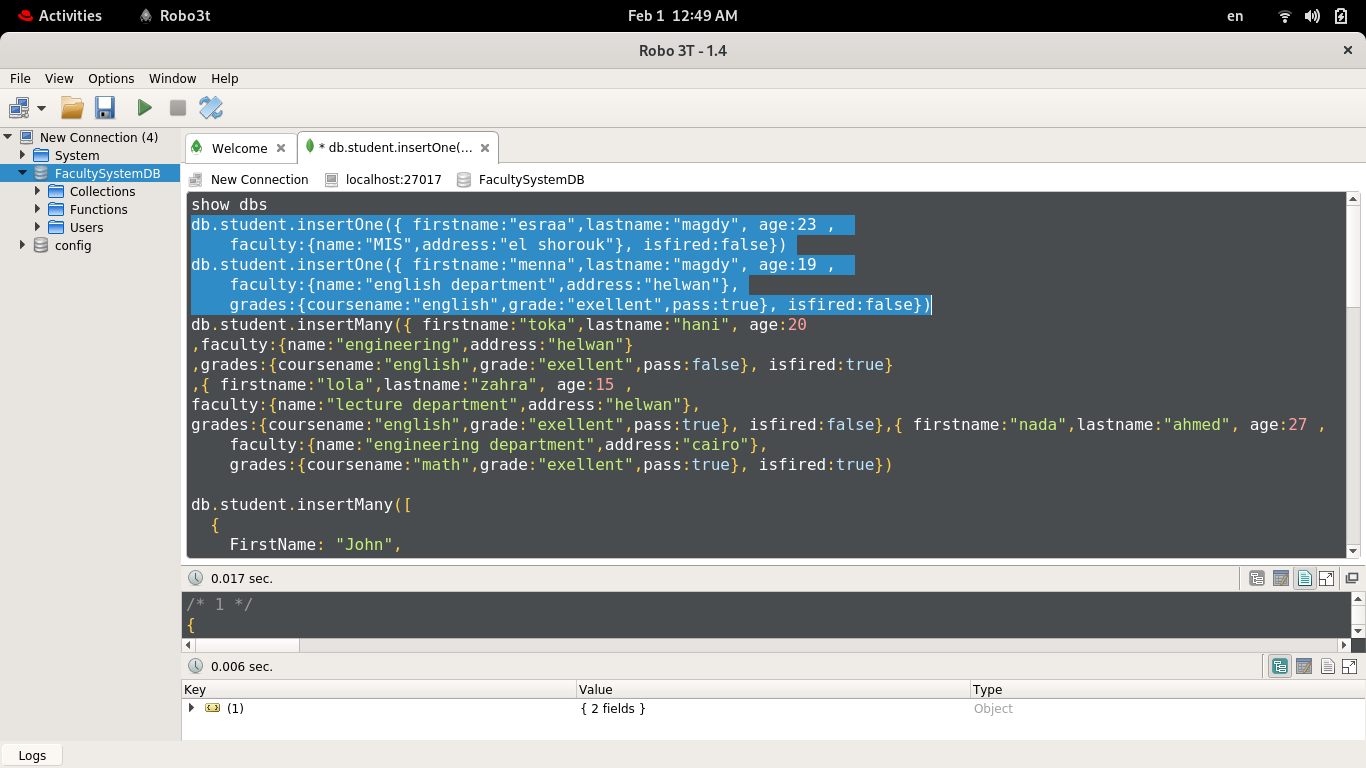 Activities Robo3t Feb 1 12:49 AM en
Robo 3T - 1.4
File View Options Window Help
New Connection (4)
System
FacultySystemDB
Collections
Functions
Users
config
Welcome * db.student.insertOne(...
New Connection localhost:27017 FacultySystemDB
show dbs
db.student.insertOne({ firstname:"esraa",lastname:"magdy", age:23 ,
faculty:{name:"MIS",address:"el shorouk"}, isfired:false})
db.student.insertOne({ firstname:"menna",lastname:"magdy", age:19 ,
faculty:{name:"english department",address:"helwan"},
grades:{coursename:"english",grade:"exellent",pass:true}, isfired:false})
db.student.insertMany({ firstname:"toka",lastname:"hani", age:20
,faculty:{name:"engineering",address:"helwan"}
,grades:{coursename:"english",grade:"exellent",pass:false}, isfired:true}
,{ firstname:"lola",lastname:"zahra", age:15 ,
faculty:{name:"lecture department",address:"helwan"},
grades:{coursename:"english",grade:"exellent",pass:true}, isfired:false},{ firstname:"nada",lastname:"ahmed", age:27 ,
faculty:{name:"engineering department",address:"cairo"},
grades:{coursename:"math",grade:"exellent",pass:true}, isfired:true})
db.student.insertMany([
{
FirstName: "John",
0.017 sec.
/* 1 */
{
0.006 sec.
Key Value Type
(1) { 2 fields } Object
Logs